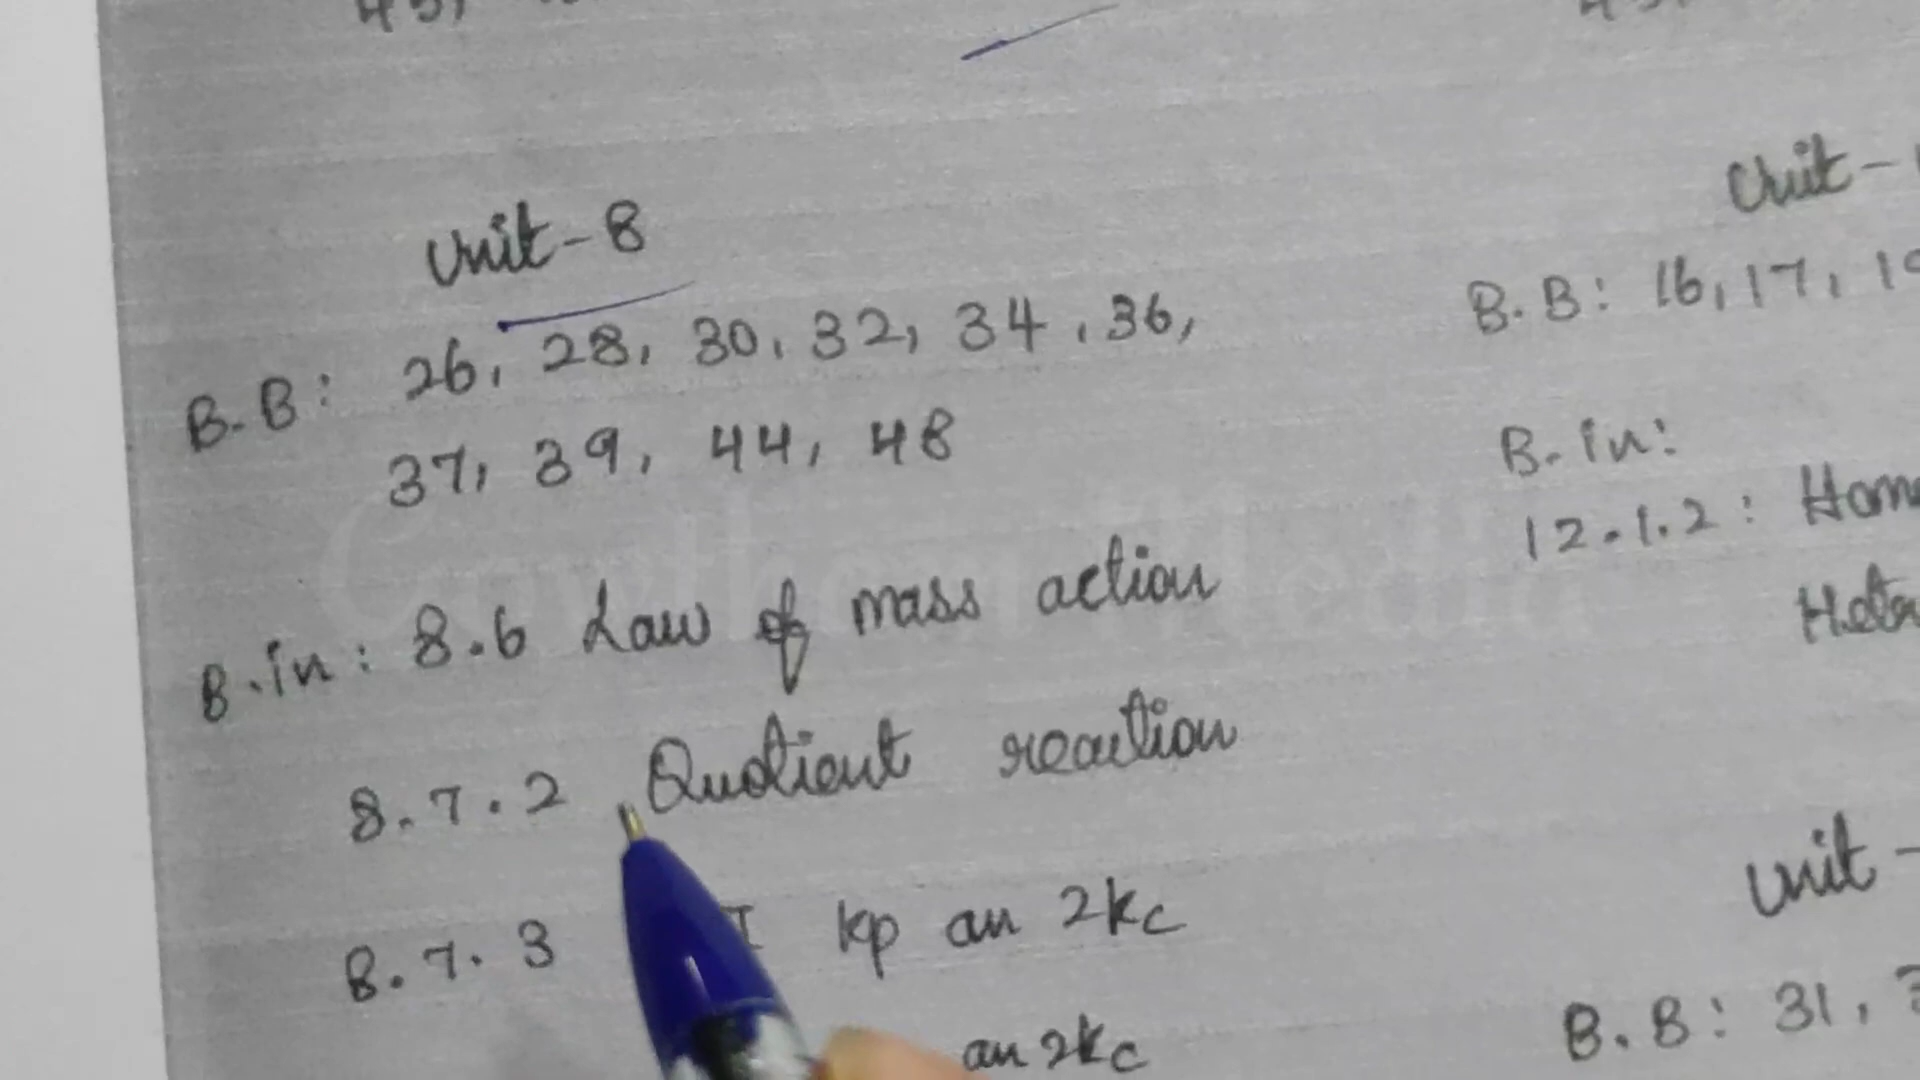 Unit-8
B.B: 26, 28, 30, 32, 34, 36,
37, 39, 44, 48
B.in: 8.6 Law of mass action
8.7.2 Quotient reaction
8.7.3 kp an 2kc
an 2kc
Unit-
B.B: 16, 17,
B.in:
12.1.2:
Unit-
B.B: 31,